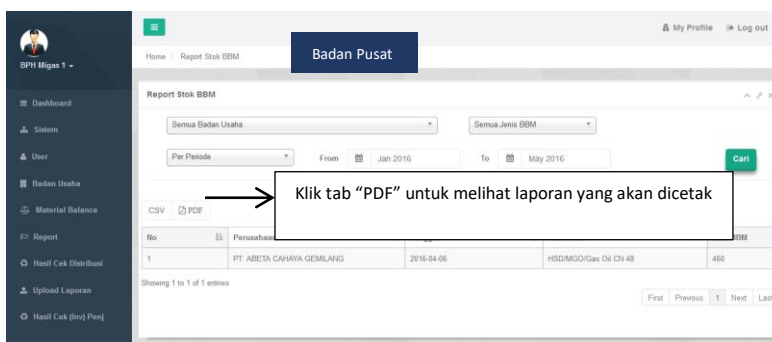 My Profile Log out
BPH Migas 1
Home / Report Stok BBM
Badan Pusat
Dashboard
Sistem
User
Badan Usaha
Material Balance
Report
Hasil Cek Distribusi
Upload Laporan
Hasil Cek (Inv) Penj
Report Stok BBM
Semua Badan Usaha Semua Jenis BBM
Per Periode From Jan 2016 To May 2016 Cari
Klik tab “PDF” untuk melihat laporan yang akan dicetak
CSV PDF
No Perusahaan BBM
1 PT. ABETA CAHAYA GEMILANG 2016-04-06 HSD/MGO/Gas Oil CN 48 460
Showing 1 to 1 of 1 entries
First Previous 1 Next Last